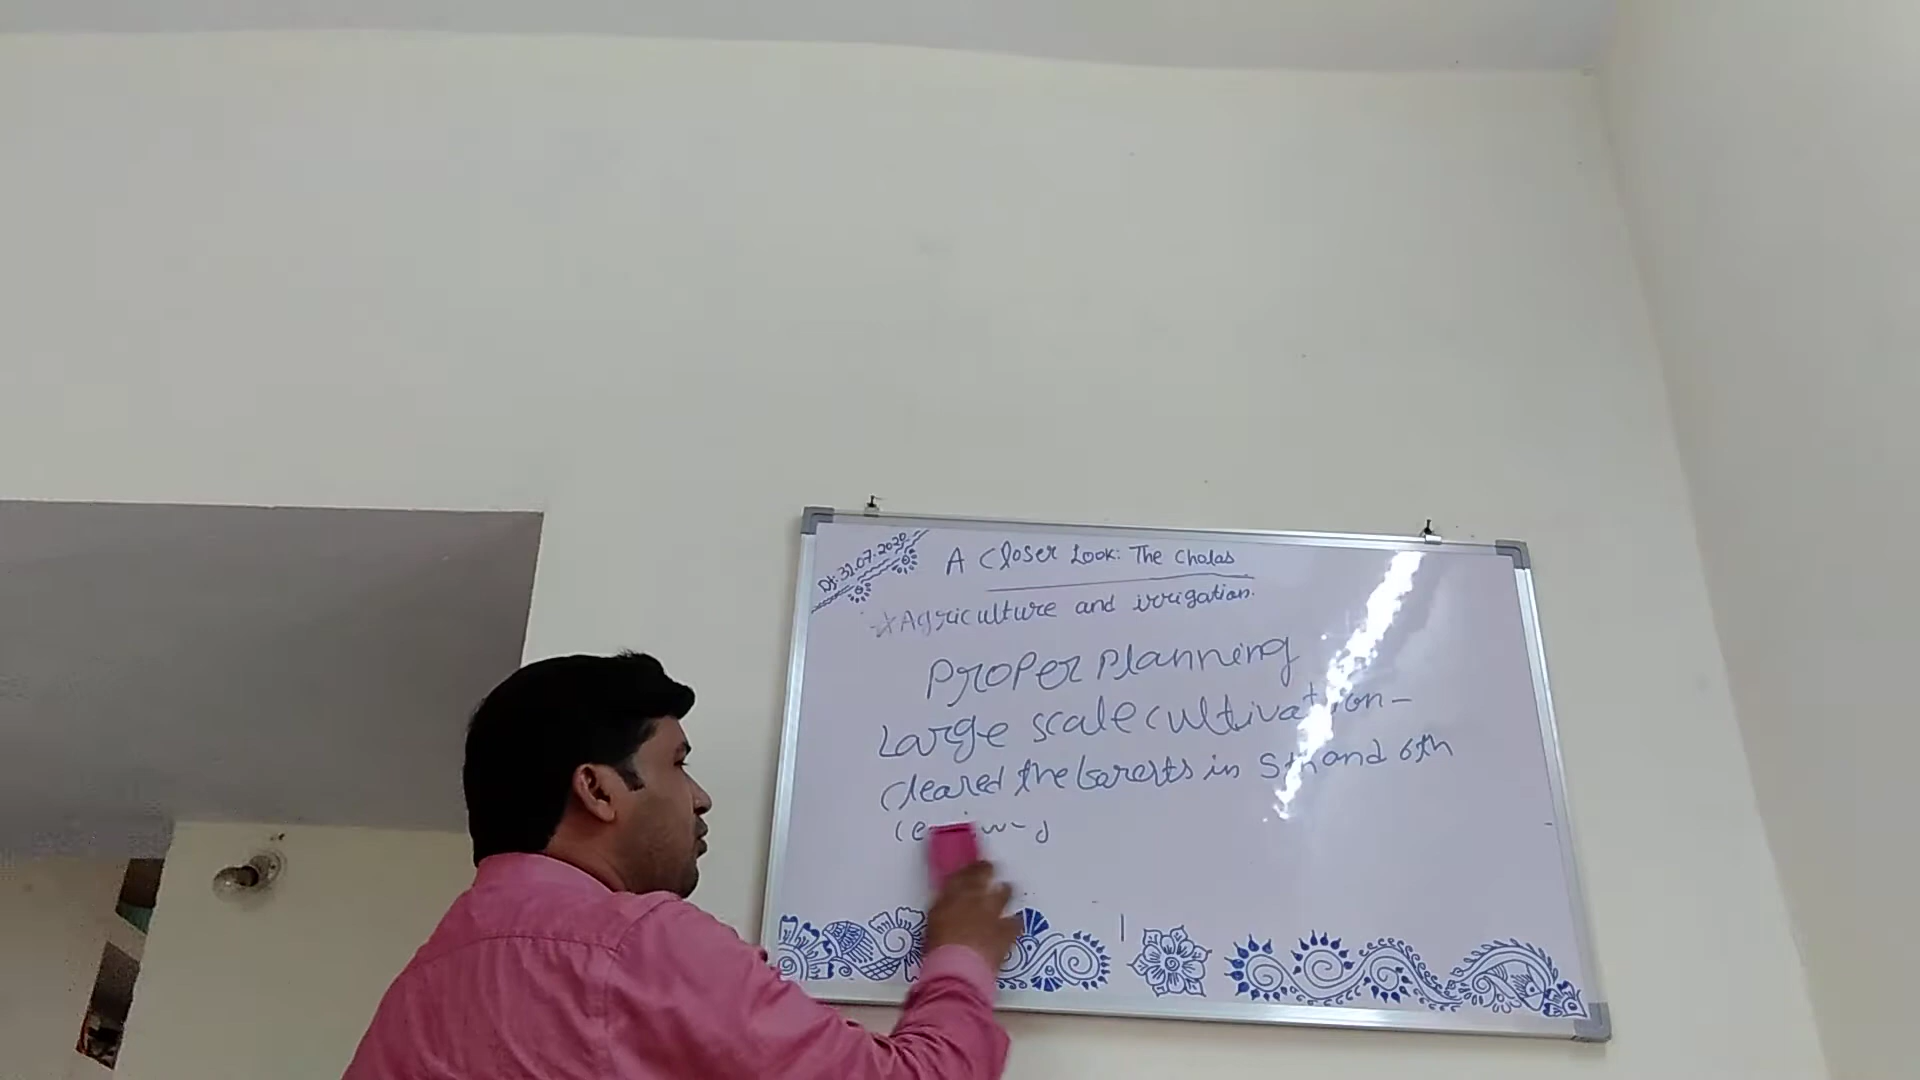 Dt: 31.07.2020
A Closer Look: The Cholas
☆Agriculture and irrigation.
Proper planning
Large scale cultivation-
cleared the forests in 5th and 6th